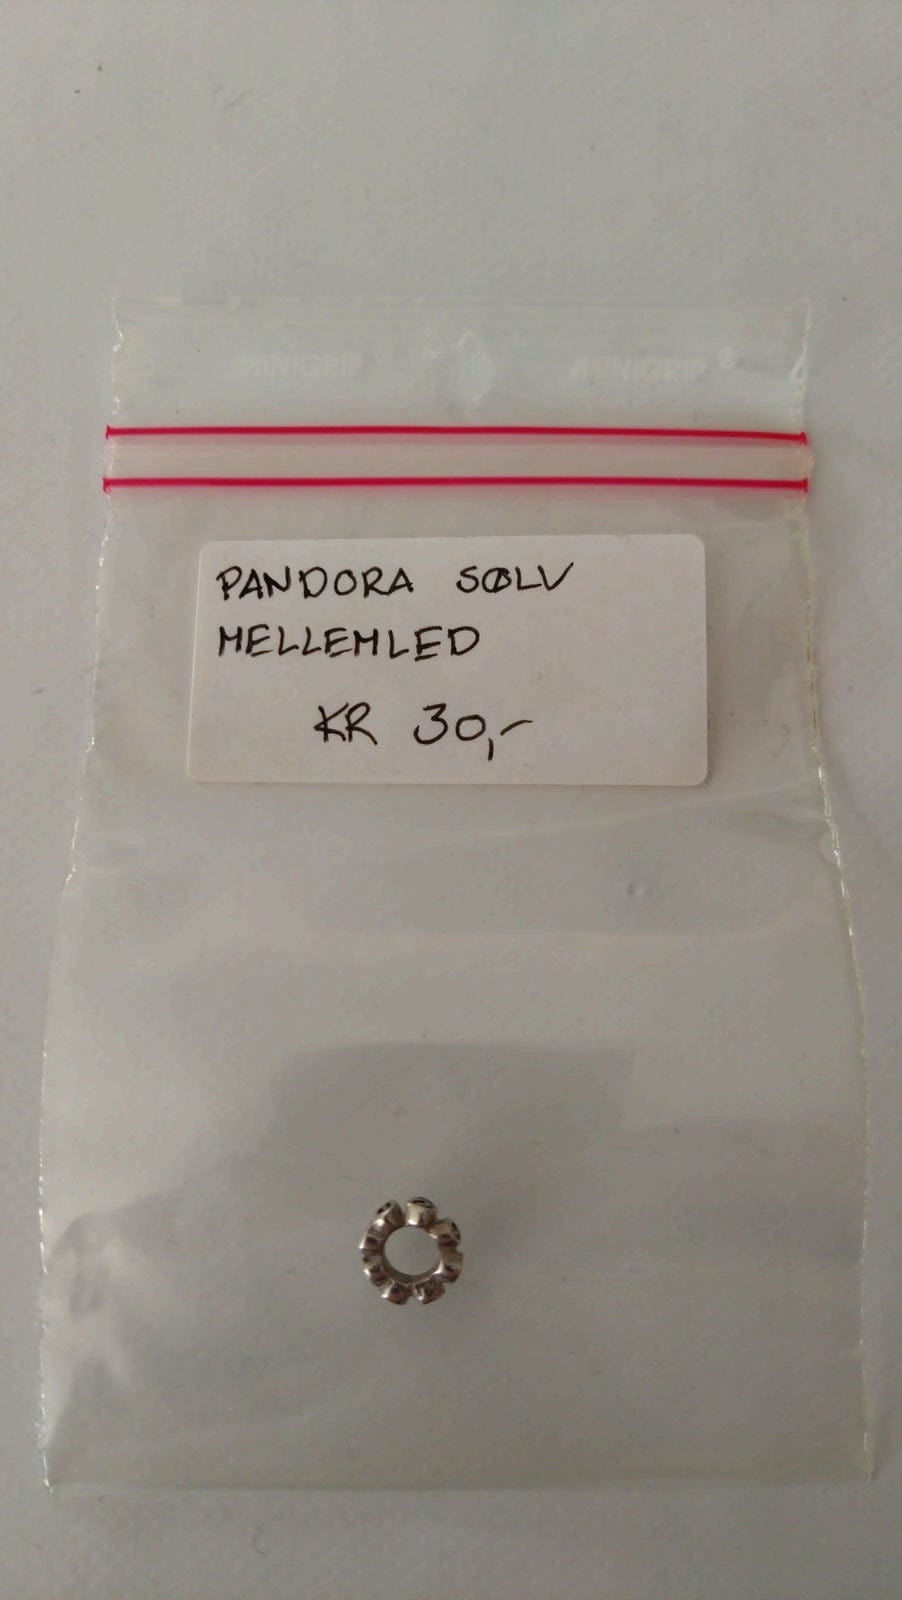 MINIGRIP® MINIGRIP®
PANDORA SØLV
MELLEMLED
KR 30,-